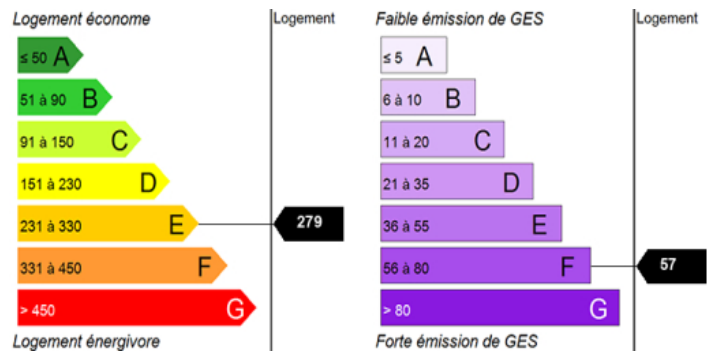 Logement économe
Logement
≤ 50 A
51 à 90 B
91 à 150 C
151 à 230 D
231 à 330 E
279
331 à 450 F
> 450 G
Logement énergivore
Faible émission de GES
Logement
≤ 5 A
6 à 10 B
11 à 20 C
21 à 35 D
36 à 55 E
56 à 80 F
57
> 80 G
Forte émission de GES